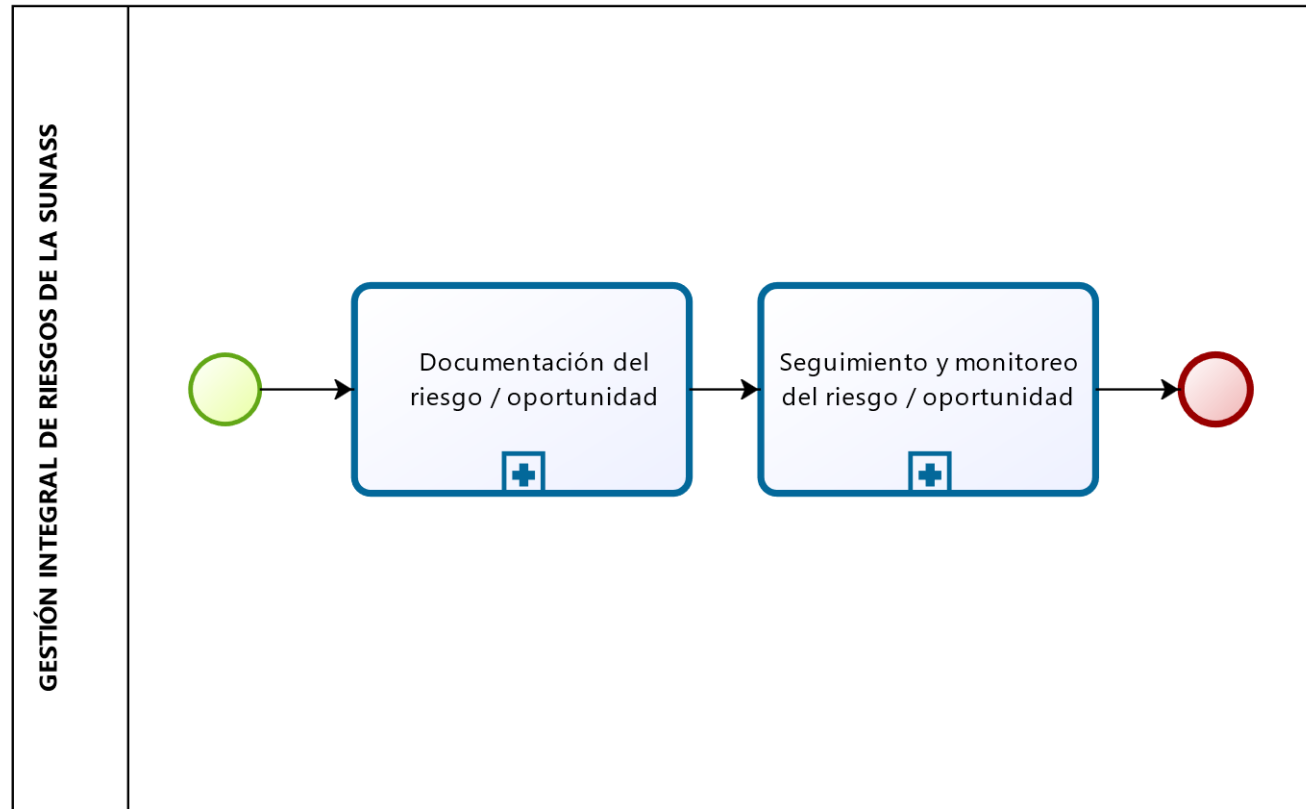 GESTIÓN INTEGRAL DE RIESGOS DE LA SUNASS
Documentación del
riesgo / oportunidad
Seguimiento y monitoreo
del riesgo / oportunidad